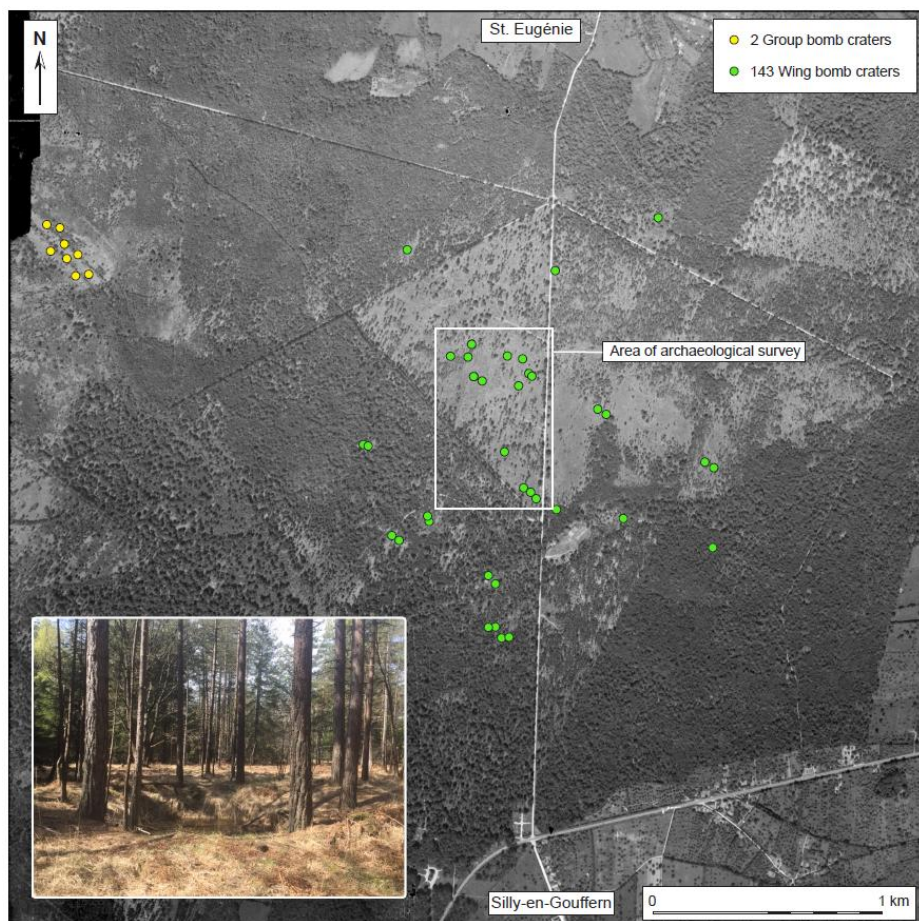 N
St. Eugénie
2 Group bomb craters
143 Wing bomb craters
Area of archaeological survey
Silly-en-Gouffern
0 1 km